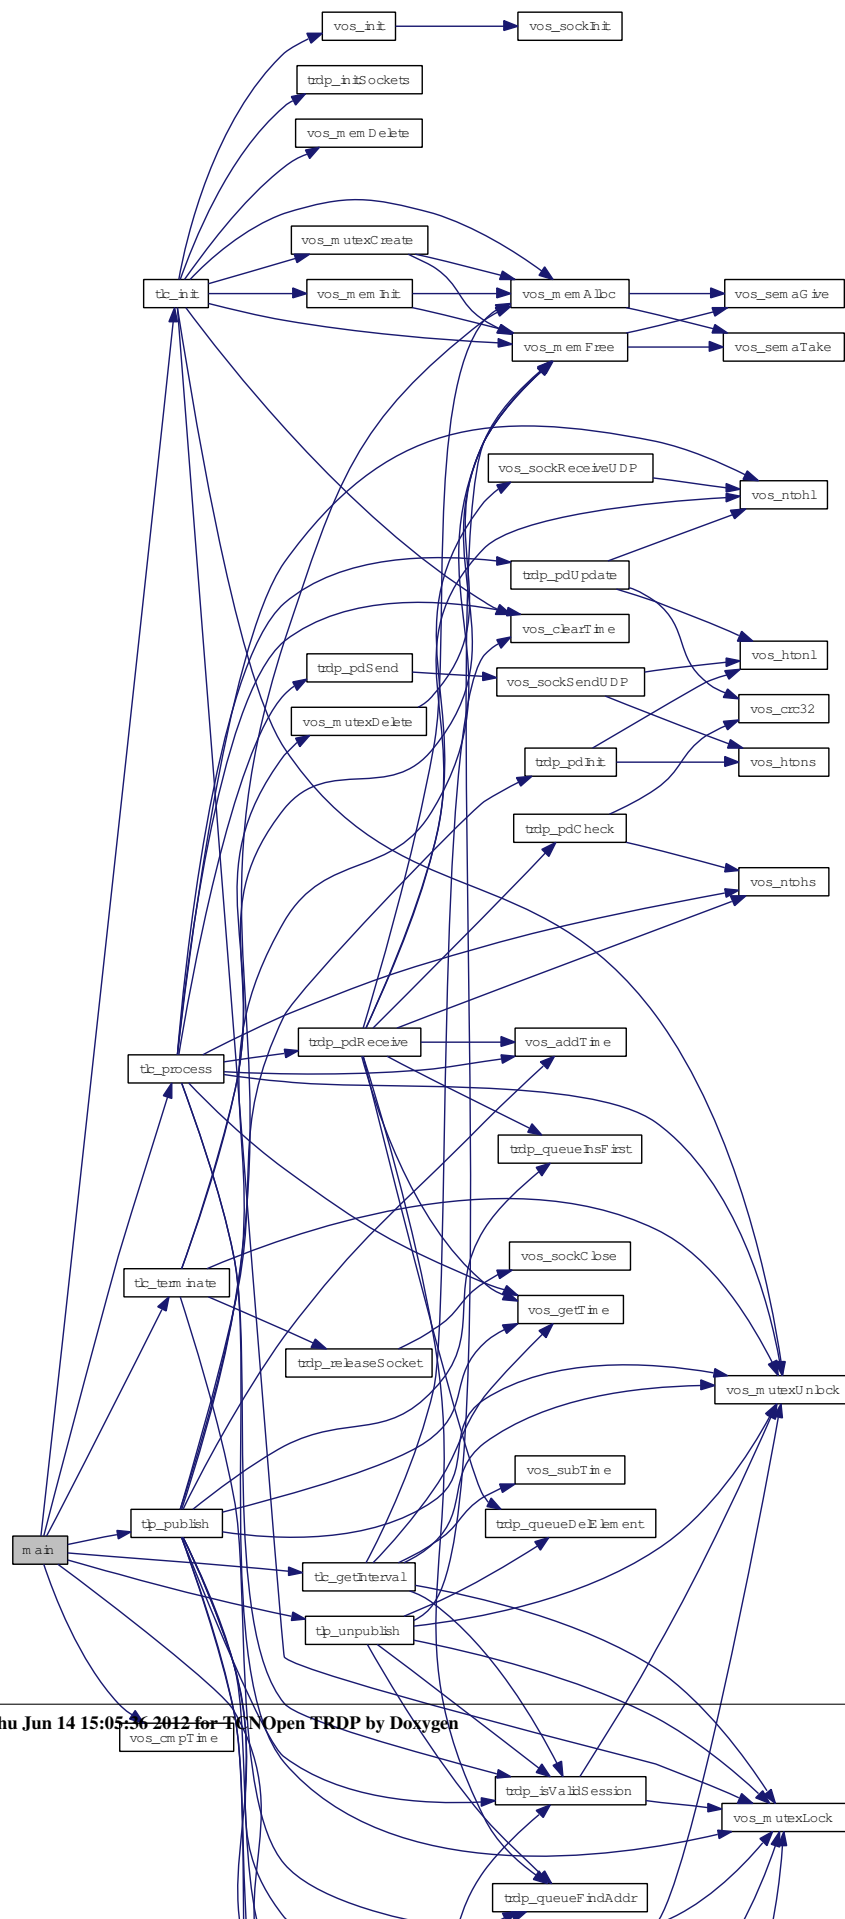 vos_init
vos_sockInit
trdp_initSockets
vos_memDelete
vos_mutexCreate
tlc_init
vos_memInit
vos_memAlloc
vos_semaGive
vos_memFree
vos_semaTake
vos_sockReceiveUDP
vos_ntohl
trdp_pdUpdate
vos_clearTime
vos_htonl
trdp_pdSend
vos_sockSendUDP
vos_crc32
vos_mutexDelete
trdp_pdInit
vos_htons
trdp_pdCheck
vos_ntohs
trdp_pdReceive
vos_addTime
tlc_process
trdp_queueInsFirst
vos_sockClose
tlc_terminate
vos_getTime
trdp_releaseSocket
vos_mutexUnlock
vos_subTime
tlp_publish
trdp_queueDelElement
main
tlc_getInterval
tlp_unpublish
hu Jun 14 15:05:36 2012 for TCNOpen TRDP by Doxygen
vos_cmpTime
trdp_isValidSession
vos_mutexLock
trdp_queueFindAddr